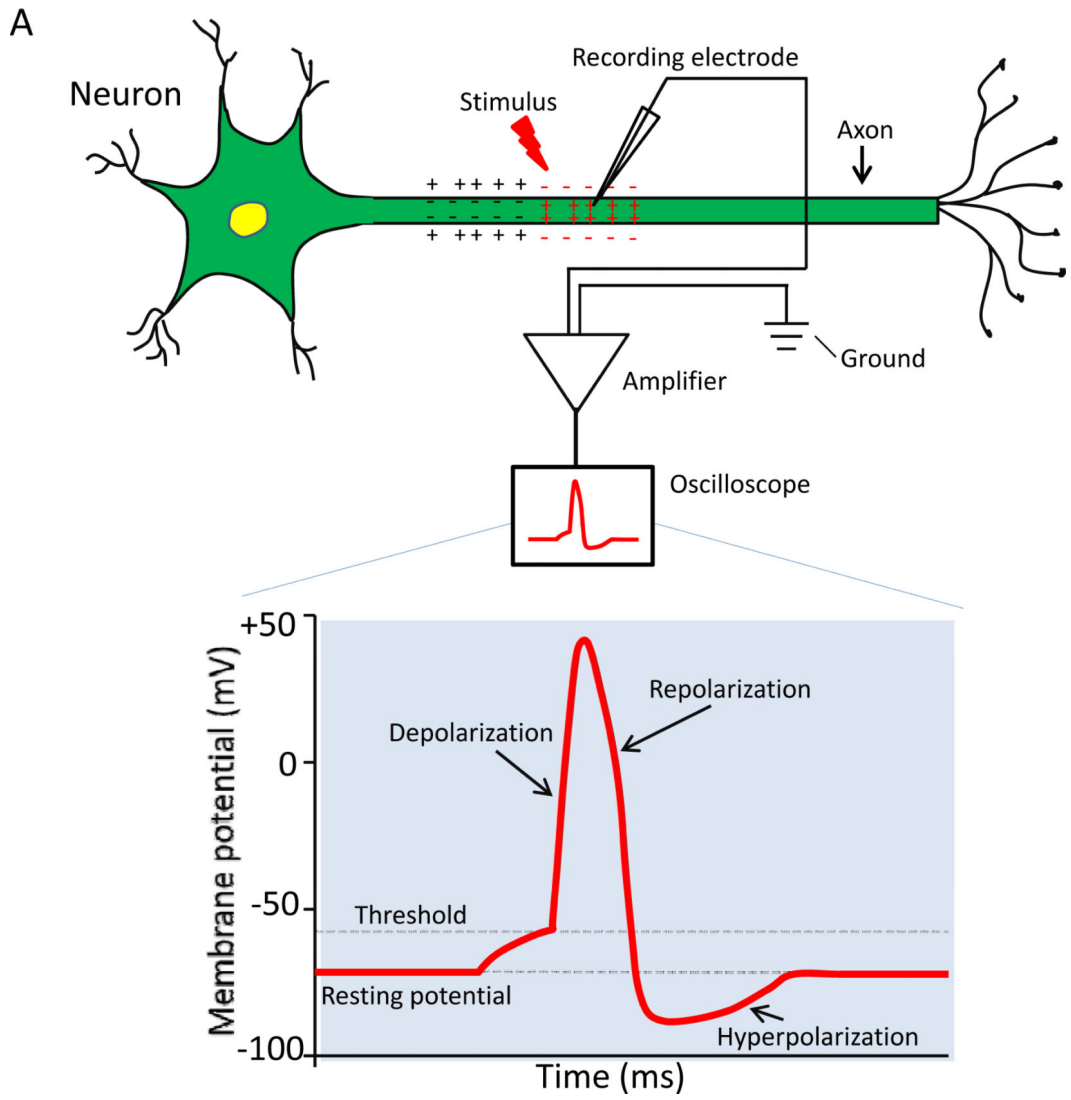 A
Neuron
Stimulus
Recording electrode
Axon
+ + + + + - - - - -
- - - - - + + + + +
- - - - - + + + + +
+ + + + + - - - - -
Ground
Amplifier
Oscilloscope
Membrane potential (mV)
+50
0
-50
-100
Depolarization
Repolarization
Threshold
Resting potential
Hyperpolarization
Time (ms)